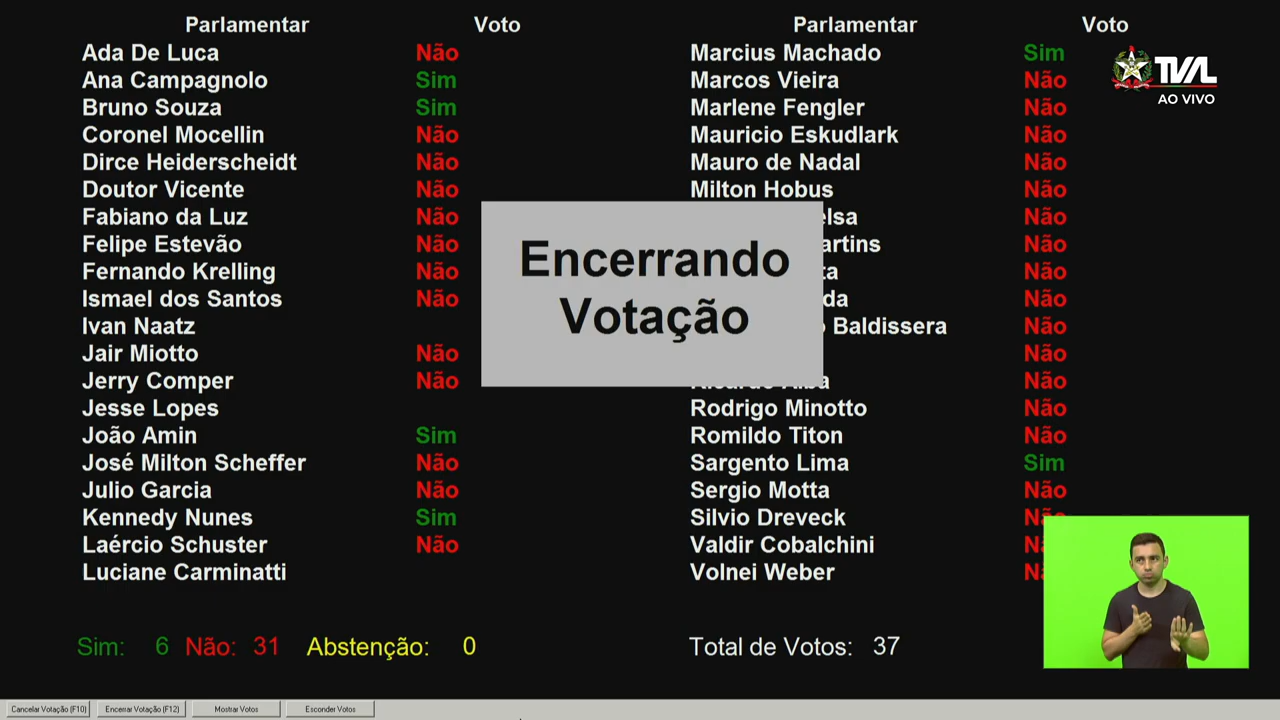 Parlamentar Voto Parlamentar Voto
Ada De Luca Não Marcius Machado Sim
Ana Campagnolo Sim Marcos Vieira Não
Bruno Souza Sim Marlene Fengler Não
Coronel Mocellin Não Mauricio Eskudlark Não
Dirce Heiderscheidt Não Mauro de Nadal Não
Doutor Vicente Não Milton Hobus Não
Fabiano da Luz Não elsa Não
Felipe Estevão Não artins Não
Fernando Krelling Não ta Não
Ismael dos Santos Não da Não
Ivan Naatz Baldissera Não
Jair Miotto Não Não
Jerry Comper Não Ricardo Alba Não
Jesse Lopes Rodrigo Minotto Não
João Amin Sim Romildo Titon Não
José Milton Scheffer Não Sargento Lima Sim
Julio Garcia Não Sergio Motta Não
Kennedy Nunes Sim Silvio Dreveck Não
Laércio Schuster Não Valdir Cobalchini
Luciane Carminatti Volnei Weber
Encerrando
Votação
TVAL
AO VIVO
Sim: 6 Não: 31 Abstenção: 0 Total de Votos: 37
Cancelar Votação (F10) Encerrar Votação (F12) Mostrar Votos Esconder Votos